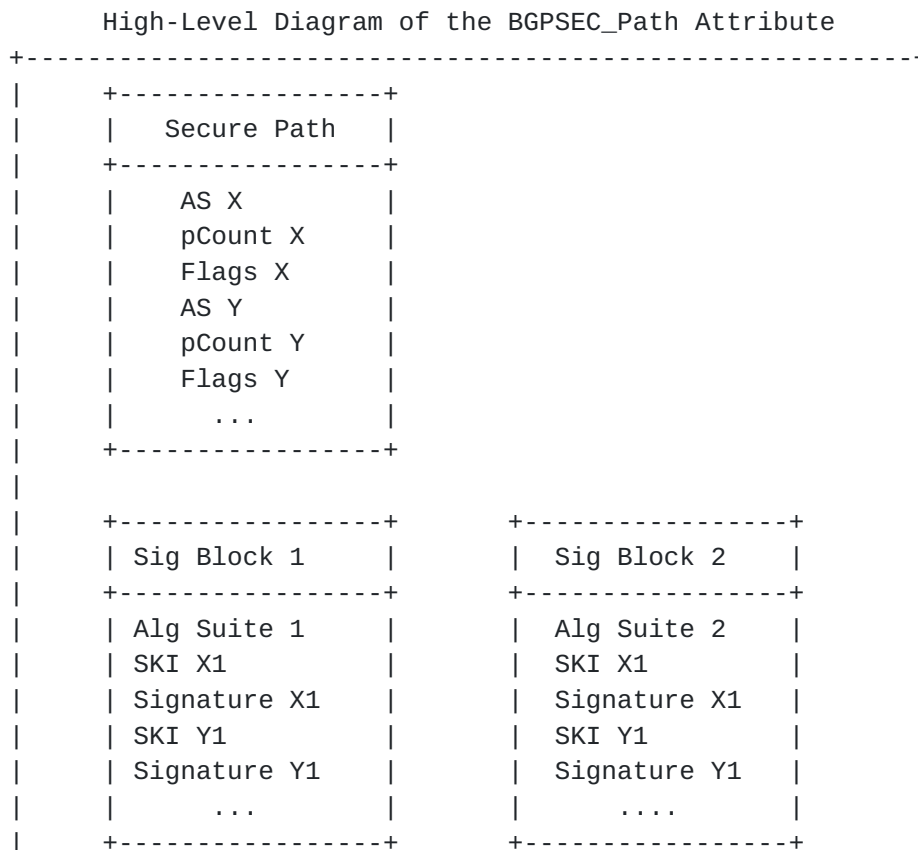 High-Level Diagram of the BGPSEC_Path Attribute
Secure Path
AS X
pCount X
Flags X
AS Y
pCount Y
Flags Y
...
Sig Block 1
Sig Block 2
Alg Suite 1
Alg Suite 2
SKI X1
SKI X1
Signature X1
Signature X1
SKI Y1
SKI Y1
Signature Y1
Signature Y1
...
....